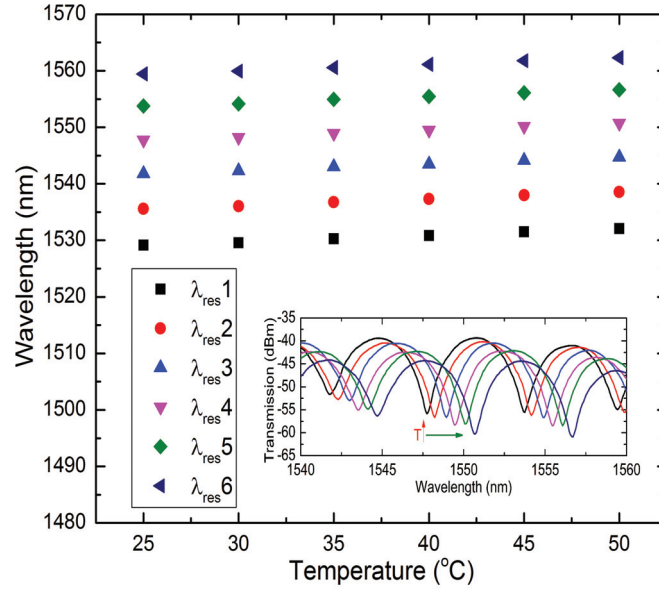 1570
1560
1550
1540
1530
1520
1510
1500
1490
1480
Wavelength (nm)
25 30 35 40 45 50
Temperature (°C)
λres1
λres2
λres3
λres4
λres5
λres6
-35
-40
-45
-50
-55
-60
-65
Transmission (dBm)
T
1540 1545 1550 1555 1560
Wavelength (nm)